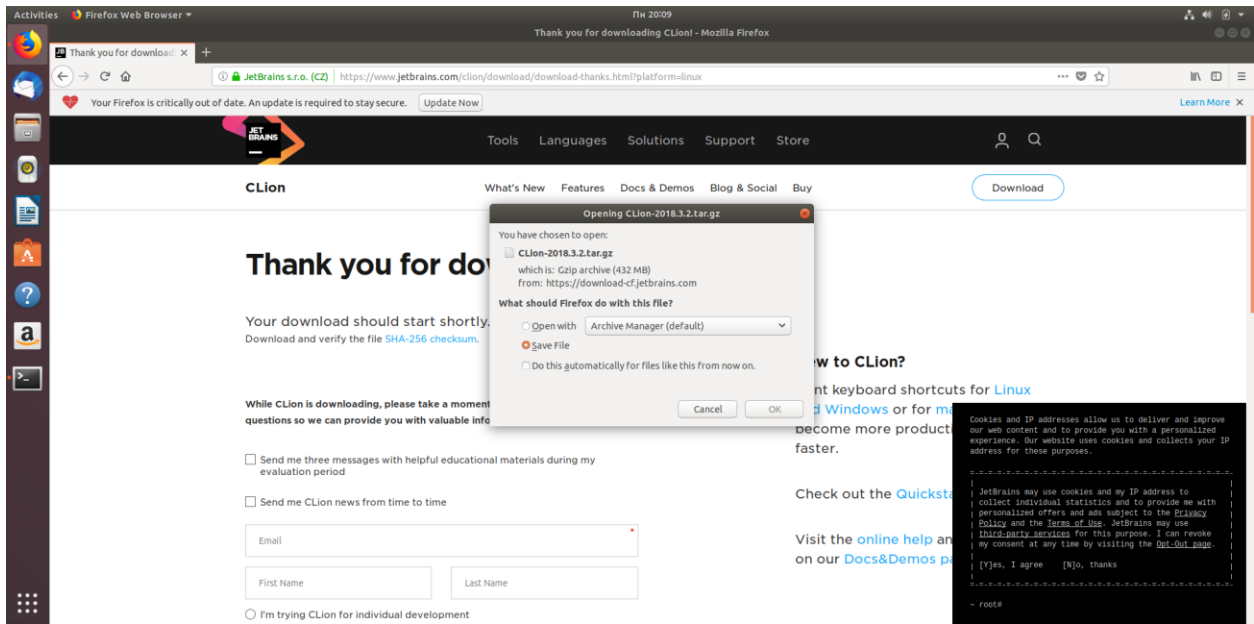 Activities Firefox Web Browser Пн 20:09
Thank you for downloading CLion! - Mozilla Firefox
Thank you for download
JetBrains s.r.o. (CZ) https://www.jetbrains.com/clion/download/download-thanks.html?platform=linux
Your Firefox is critically out of date. An update is required to stay secure. Update Now Learn More
JET
BRAINS
Tools Languages Solutions Support Store
CLion What's New Features Docs & Demos Blog & Social Buy Download
Opening CLion-2018.3.2.tar.gz
You have chosen to open:
CLion-2018.3.2.tar.gz
which is: Gzip archive (432 MB)
from: https://download-cf.jetbrains.com
What should Firefox do with this file?
Open with Archive Manager (default)
Save File
Do this automatically for files like this from now on.
Cancel OK
Thank you for do
Your download should start shortly.
Download and verify the file SHA-256 checksum.
While CLion is downloading, please take a moment
questions so we can provide you with valuable info
Send me three messages with helpful educational materials during my
evaluation period
Send me CLion news from time to time
Email *
First Name Last Name
I'm trying CLion for individual development
w to CLion?
nt keyboard shortcuts for Linux
d Windows or for ma
become more producti
faster.
Check out the Quicksta
Visit the online help an
on our Docs&Demos pa
Cookies and IP addresses allow us to deliver and improve
our web content and to provide you with a personalized
experience. Our website uses cookies and collects your IP
address for these purposes.
JetBrains may use cookies and my IP address to
collect individual statistics and to provide me with
personalized offers and ads subject to the Privacy
Policy and the Terms of Use. JetBrains may use
third-party services for this purpose. I can revoke
my consent at any time by visiting the Opt-Out page.
[Y]es, I agree [N]o, thanks
~ root#